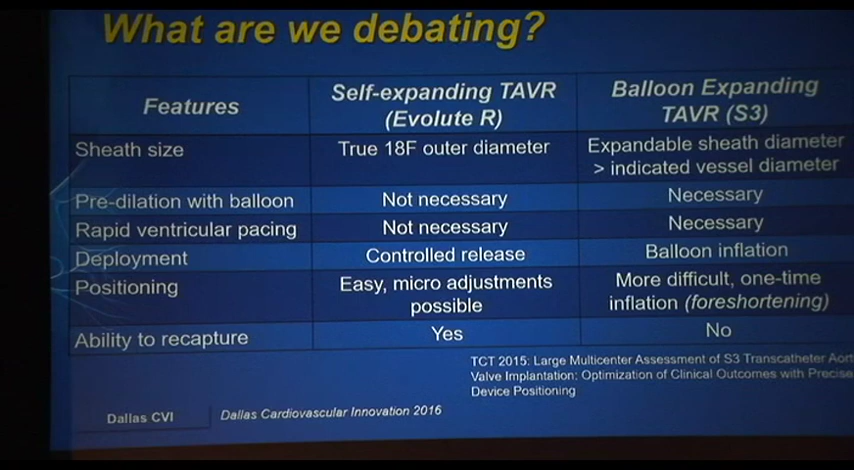 What are we debating?
Features
Self-expanding TAVR
(Evolute R)
Balloon Expanding
TAVR (S3)
Sheath size
True 18F outer diameter
Expandable sheath diameter
> indicated vessel diameter
Pre-dilation with balloon
Not necessary
Necessary
Rapid ventricular pacing
Not necessary
Necessary
Deployment
Controlled release
Balloon inflation
Positioning
Easy, micro adjustments
possible
More difficult, one-time
inflation (foreshortening)
Ability to recapture
Yes
No
TCT 2015: Large Multicenter Assessment of S3 Transcatheter Aort
Valve Implantation: Optimization of Clinical Outcomes with Precise
Device Positioning
Dallas CVI
Dallas Cardiovascular Innovation 2016